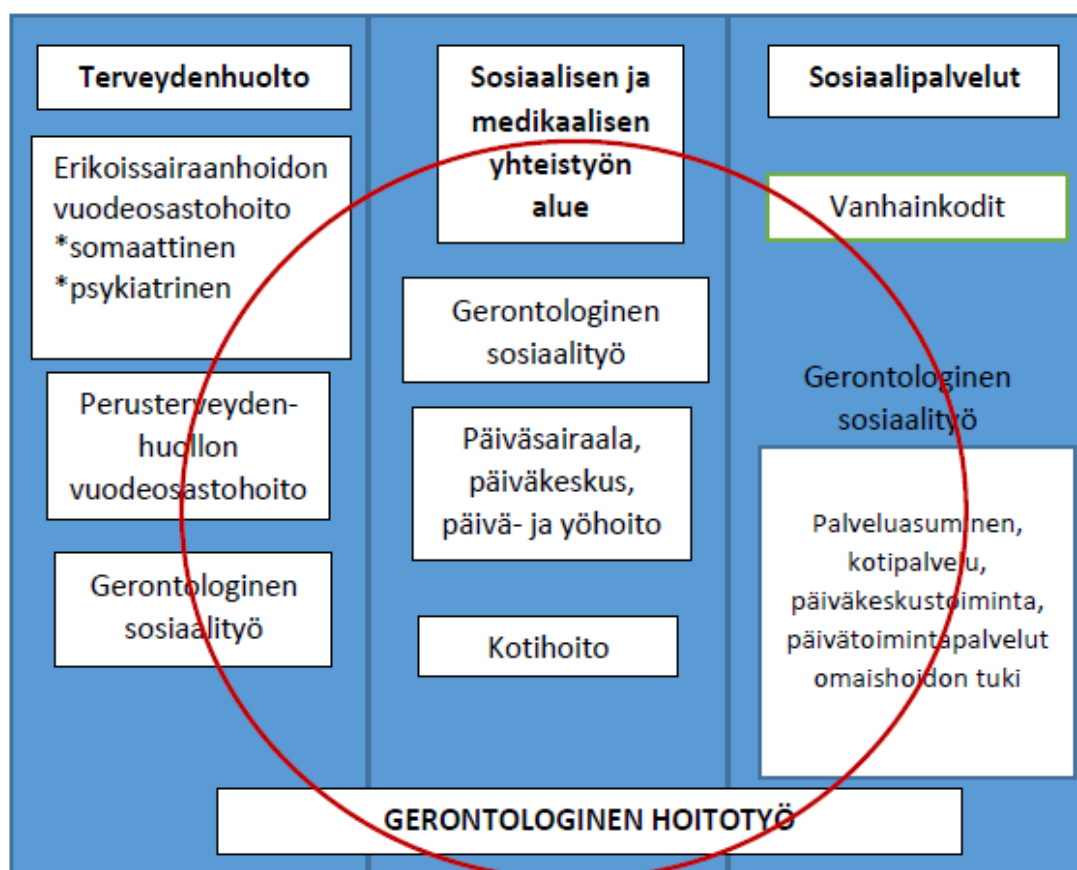 Terveydenhuolto
Erikoissairaanhoidon
vuodeosastohoito
*somaattinen
*psykiatrinen
Perusterveyden-
huollon
vuodeosastohoito
Gerontologinen
sosiaalityö
Sosiaalisen ja
medikaalisen
yhteistyön
alue
Gerontologinen
sosiaalityö
Päiväsairaala,
päiväkeskus,
päivä- ja yöhoito
Kotihoito
Sosiaalipalvelut
Vanhainkodit
Gerontologinen
sosiaalityö
Palveluasuminen,
kotipalvelu,
päiväkeskustoiminta,
päivätoimintapalvelut
omaishoidon tuki
GERONTOLOGINEN HOITOTYÖ